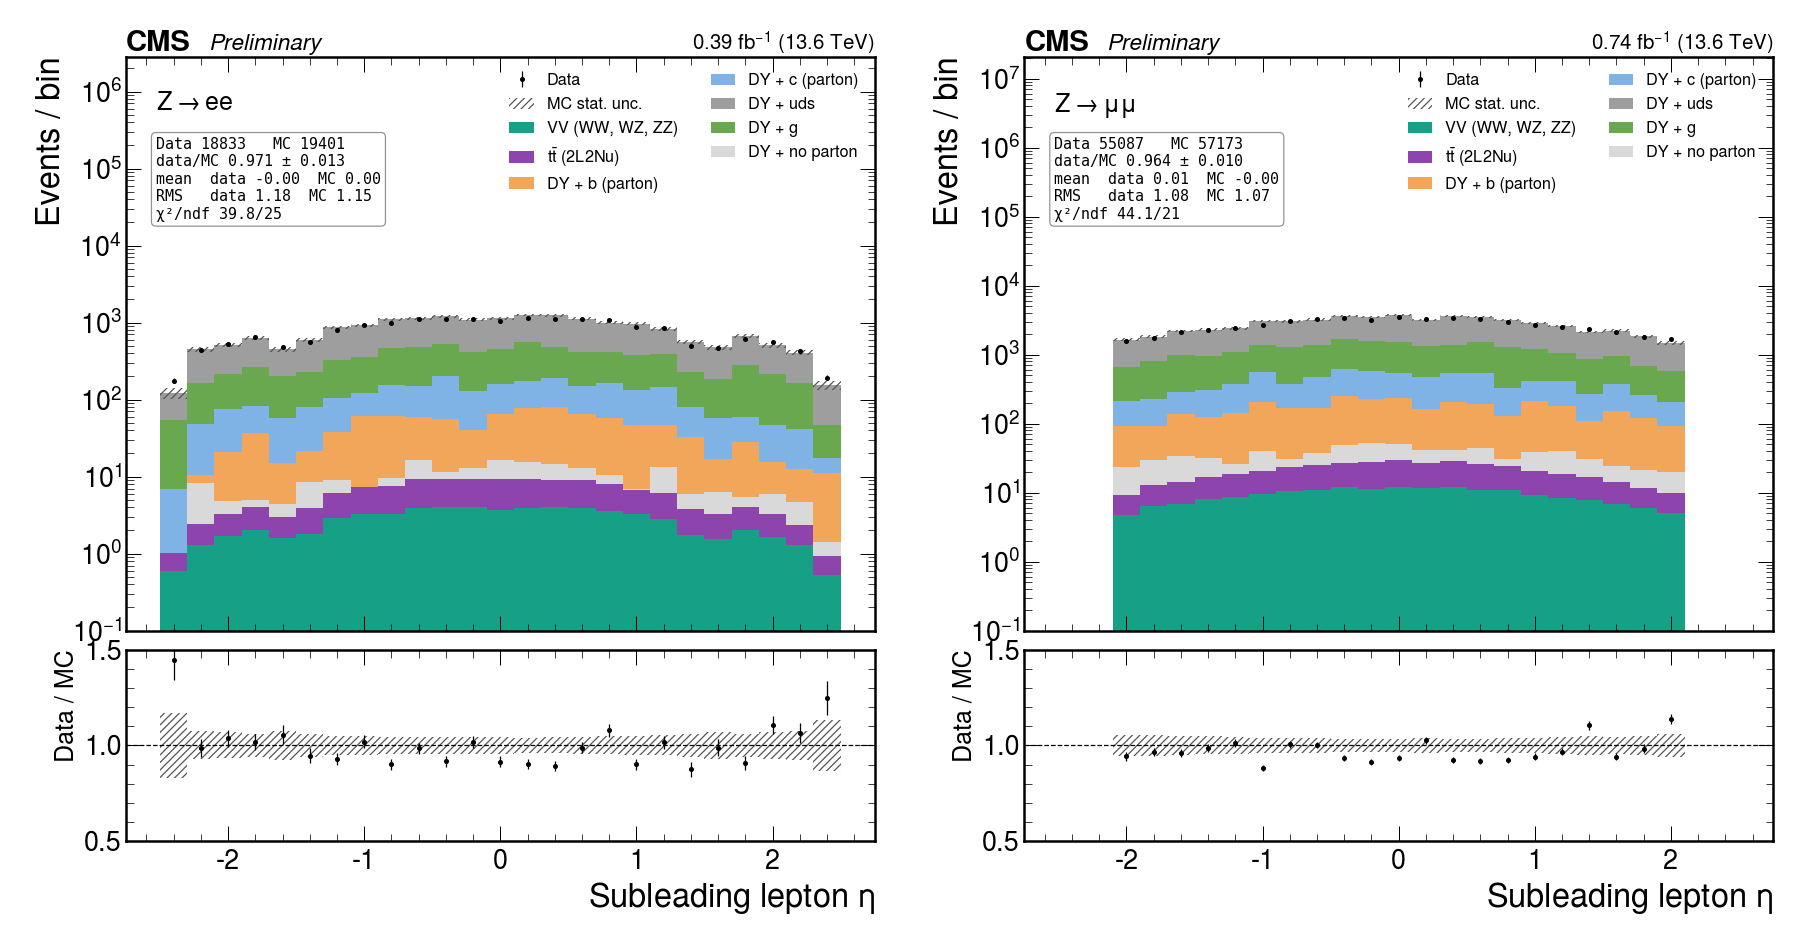 CMS Preliminary 0.39 fb⁻¹ (13.6 TeV)
Events / bin
10⁶
10⁵
10⁴
10³
10²
10¹
10⁰
10⁻¹
Z → ee
Data 18833 MC 19401
data/MC 0.971 ± 0.013
mean data -0.00 MC 0.00
RMS data 1.18 MC 1.15
χ²/ndf 39.8/25
Data
MC stat. unc.
VV (WW, WZ, ZZ)
tt̄ (2L2Nu)
DY + b (parton)
DY + c (parton)
DY + uds
DY + g
DY + no parton
Data / MC
1.5
1.0
0.5
-2 -1 0 1 2
Subleading lepton η
CMS Preliminary 0.74 fb⁻¹ (13.6 TeV)
Events / bin
10⁷
10⁶
10⁵
10⁴
10³
10²
10¹
10⁰
10⁻¹
Z → μμ
Data 55087 MC 57173
data/MC 0.964 ± 0.010
mean data 0.01 MC -0.00
RMS data 1.08 MC 1.07
χ²/ndf 44.1/21
Data
MC stat. unc.
VV (WW, WZ, ZZ)
tt̄ (2L2Nu)
DY + b (parton)
DY + c (parton)
DY + uds
DY + g
DY + no parton
Data / MC
1.5
1.0
0.5
-2 -1 0 1 2
Subleading lepton η